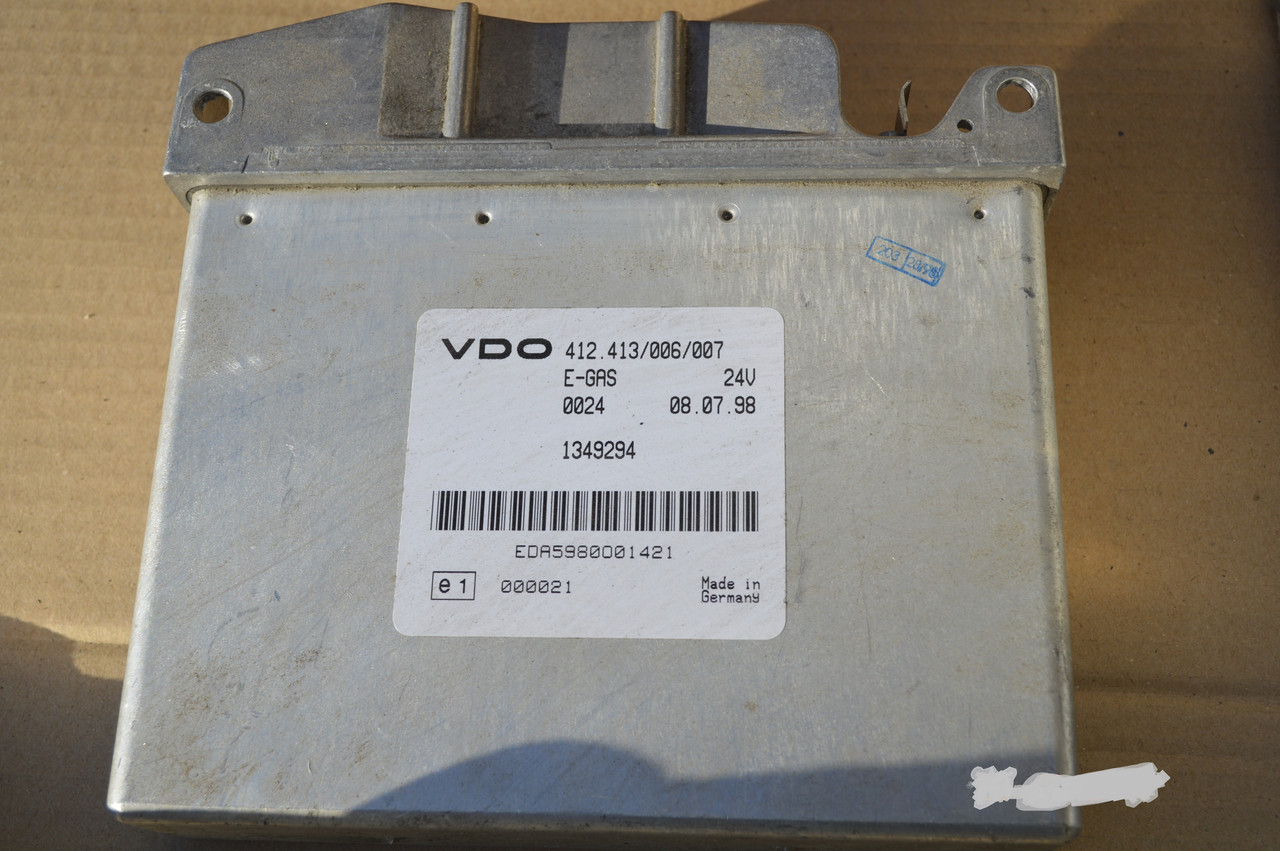 VDO 412.413/006/007
E-GAS 24V
0024 08.07.98
1349294
EDA5980001421
e1 000021
Made in
Germany